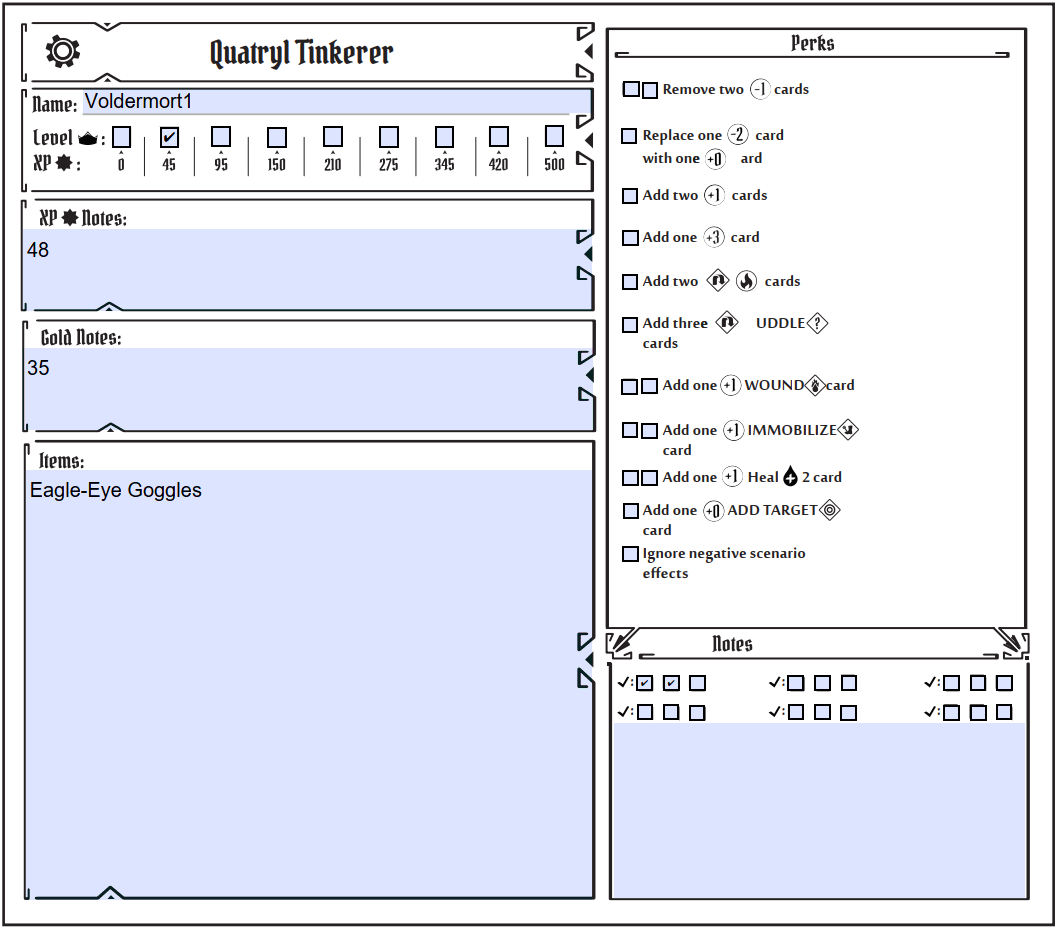 Quatryl Tinkerer
Name: Voldermort1
Level :
XP : 0 45 95 150 210 275 345 420 500
XP Notes:
48
Gold Notes:
35
Items:
Eagle-Eye Goggles
Perks
Remove two -1 cards
Replace one -2 card
with one +0 ard
Add two +1 cards
Add one +3 card
Add two cards
Add three UDDLE ?
cards
Add one +1 WOUND card
Add one +1 IMMOBILIZE
card
Add one +1 Heal 2 card
Add one +0 ADD TARGET
card
Ignore negative scenario
effects
Notes
✓: ✓: ✓:
✓: ✓: ✓: